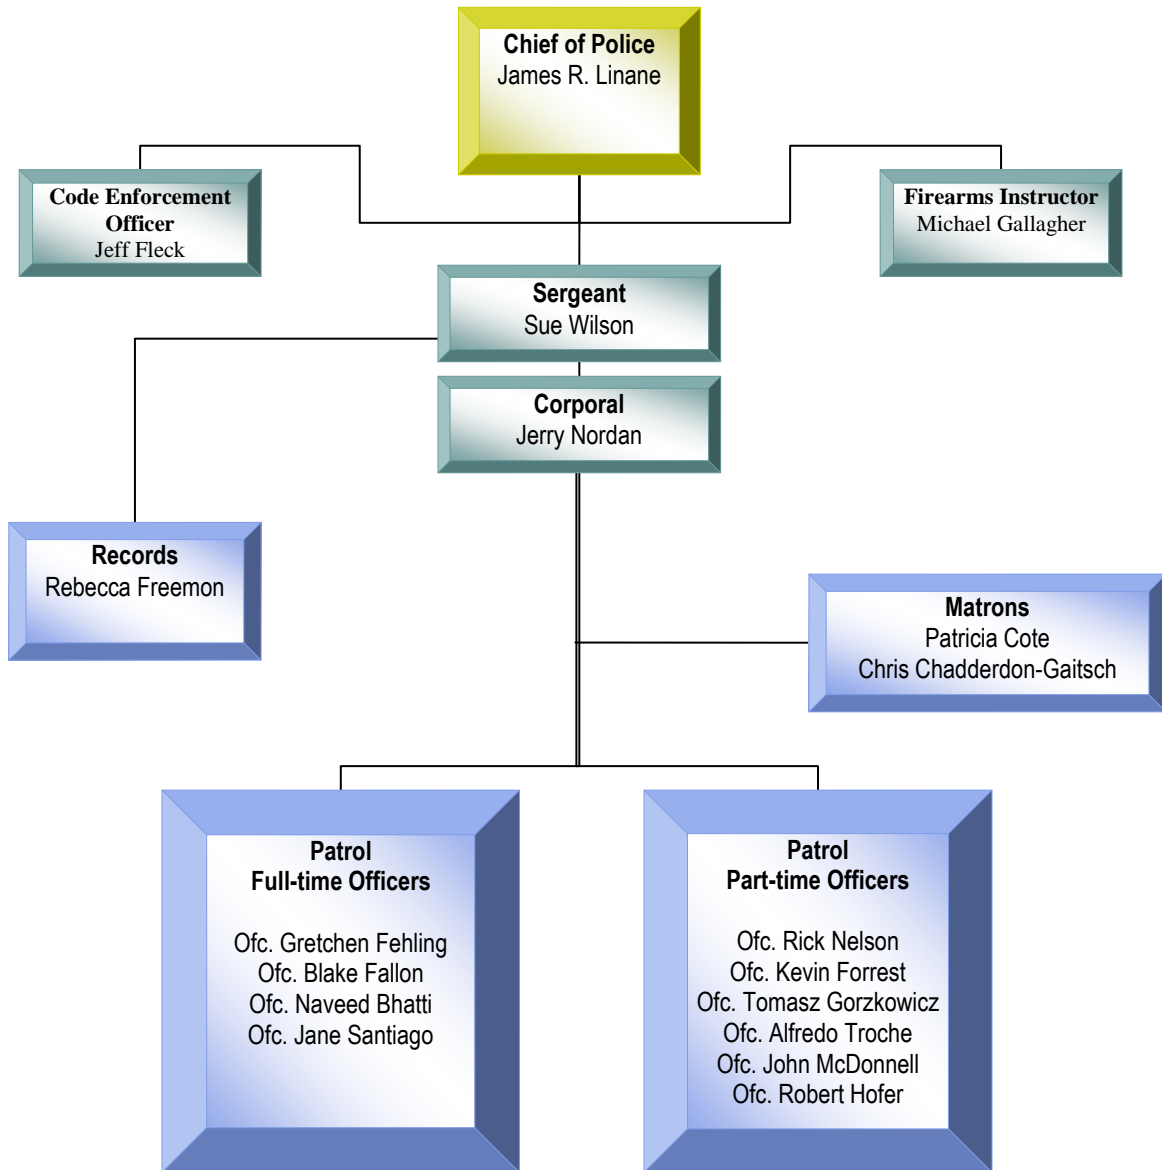 Chief of Police
James R. Linane
Code Enforcement
Officer
Jeff Fleck
Firearms Instructor
Michael Gallagher
Sergeant
Sue Wilson
Corporal
Jerry Nordan
Records
Rebecca Freemon
Matrons
Patricia Cote
Chris Chadderdon-Gaitsch
Patrol
Full-time Officers
Ofc. Gretchen Fehling
Ofc. Blake Fallon
Ofc. Naveed Bhatti
Ofc. Jane Santiago
Patrol
Part-time Officers
Ofc. Rick Nelson
Ofc. Kevin Forrest
Ofc. Tomasz Gorzkowicz
Ofc. Alfredo Troche
Ofc. John McDonnell
Ofc. Robert Hofer